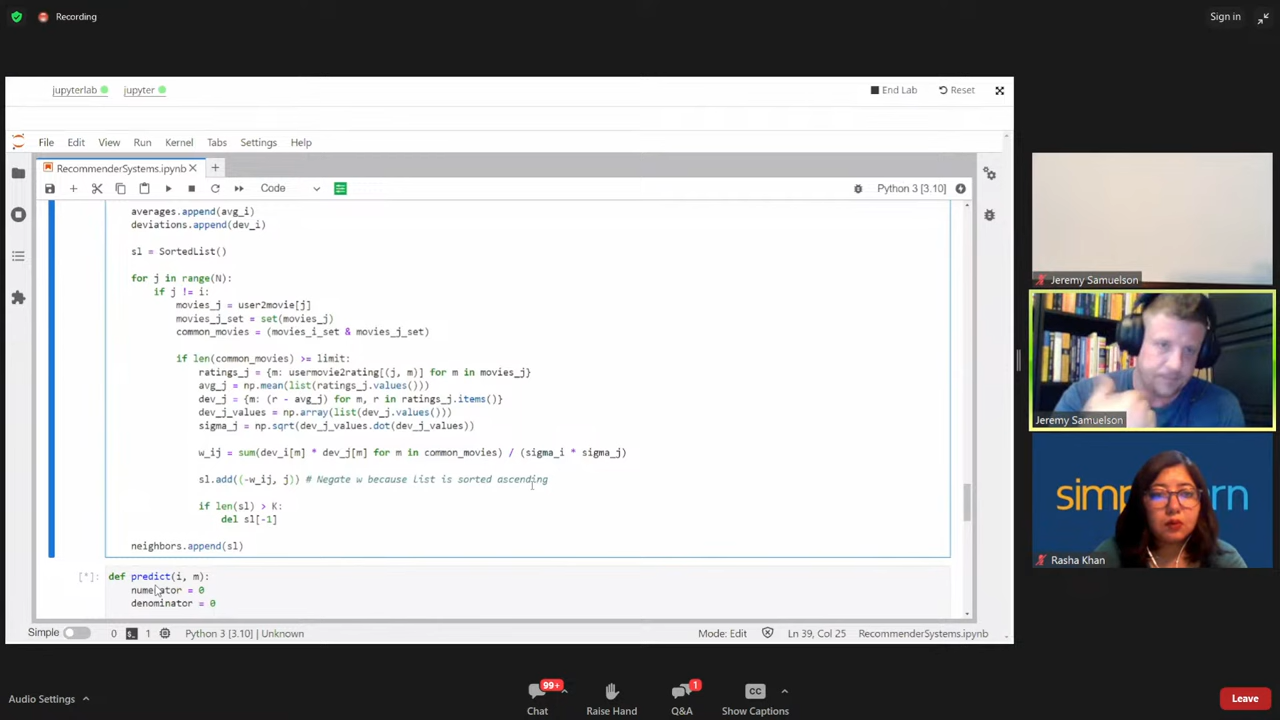 Recording
Sign in
jupyterlab
jupyter
End Lab
Reset
File Edit View Run Kernel Tabs Settings Help
RecommenderSystems.ipynb
Code
Python 3 [3.10]
averages.append(avg_i)
deviations.append(dev_i)
sl = SortedList()
for j in range(N):
if j != i:
movies_j = user2movie[j]
movies_j_set = set(movies_j)
common_movies = (movies_i_set & movies_j_set)
if len(common_movies) >= limit:
ratings_j = {m: usermovie2rating[(j, m)] for m in movies_j}
avg_j = np.mean(list(ratings_j.values()))
dev_j = {m: (r - avg_j) for m, r in ratings_j.items()}
dev_j_values = np.array(list(dev_j.values()))
sigma_j = np.sqrt(dev_j_values.dot(dev_j_values))
w_ij = sum(dev_i[m] * dev_j[m] for m in common_movies) / (sigma_i * sigma_j)
sl.add((-w_ij, j)) # Negate w because list is sorted ascending
if len(sl) > K:
del sl[-1]
neighbors.append(sl)
[*]: def predict(i, m):
numerator = 0
denominator = 0
Simple 0 1 Python 3 [3.10] | Unknown Mode: Edit Ln 39, Col 25 RecommenderSystems.ipynb
Jeremy Samuelson
Jeremy Samuelson
Rasha Khan
Audio Settings
99+
Chat
Raise Hand
1
Q&A
CC
Show Captions
Leave